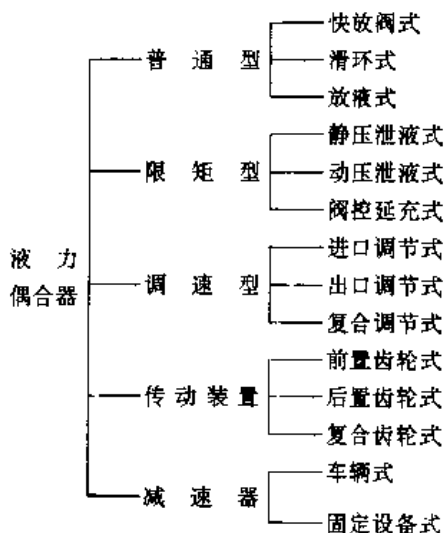 快放阀式
普通型
滑环式
放液式
静压泄液式
限矩型
动压泄液式
阀控延充式
液力
偶合器
进口调节式
调速型
出口调节式
复合调节式
前置齿轮式
传动装置
后置齿轮式
复合齿轮式
车辆式
减速器
固定设备式